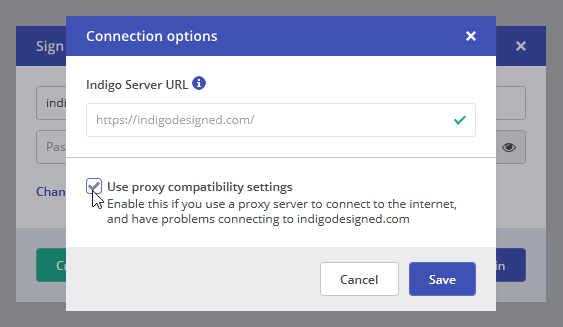 Connection options
Sign
Indigo Server URL
indi
https://indigodesigned.com/
Pas
Use proxy compatibility settings
Chan
Enable this if you use a proxy server to connect to the internet,
and have problems connecting to indigodesigned.com
Cancel
Save
in